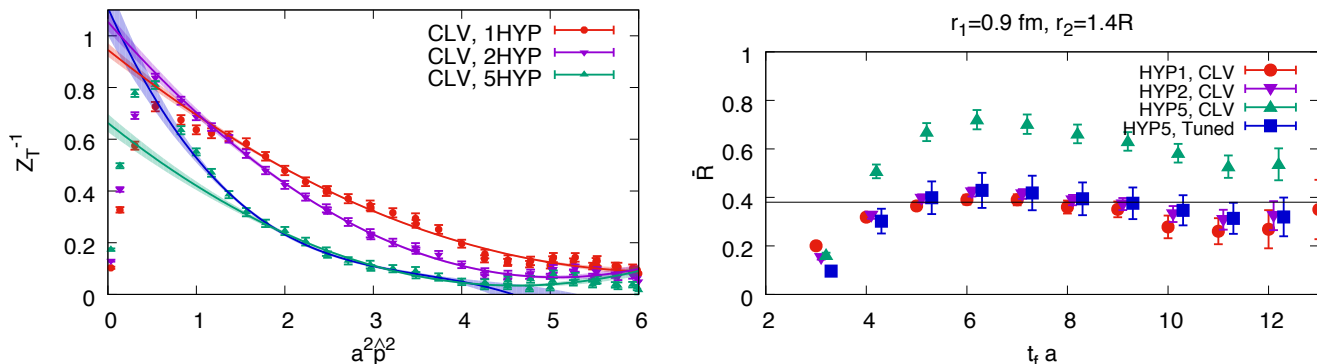 CLV, 1HYP
CLV, 2HYP
CLV, 5HYP
1
0.8
0.6
0.4
0.2
0
0 1 2 3 4 5 6
Z_T^-1
a^2p̂^2
r_1=0.9 fm, r_2=1.4R
HYP1, CLV
HYP2, CLV
HYP5, CLV
HYP5, Tuned
1
0.8
0.6
0.4
0.2
0
2 4 6 8 10 12
R̄
t_f a